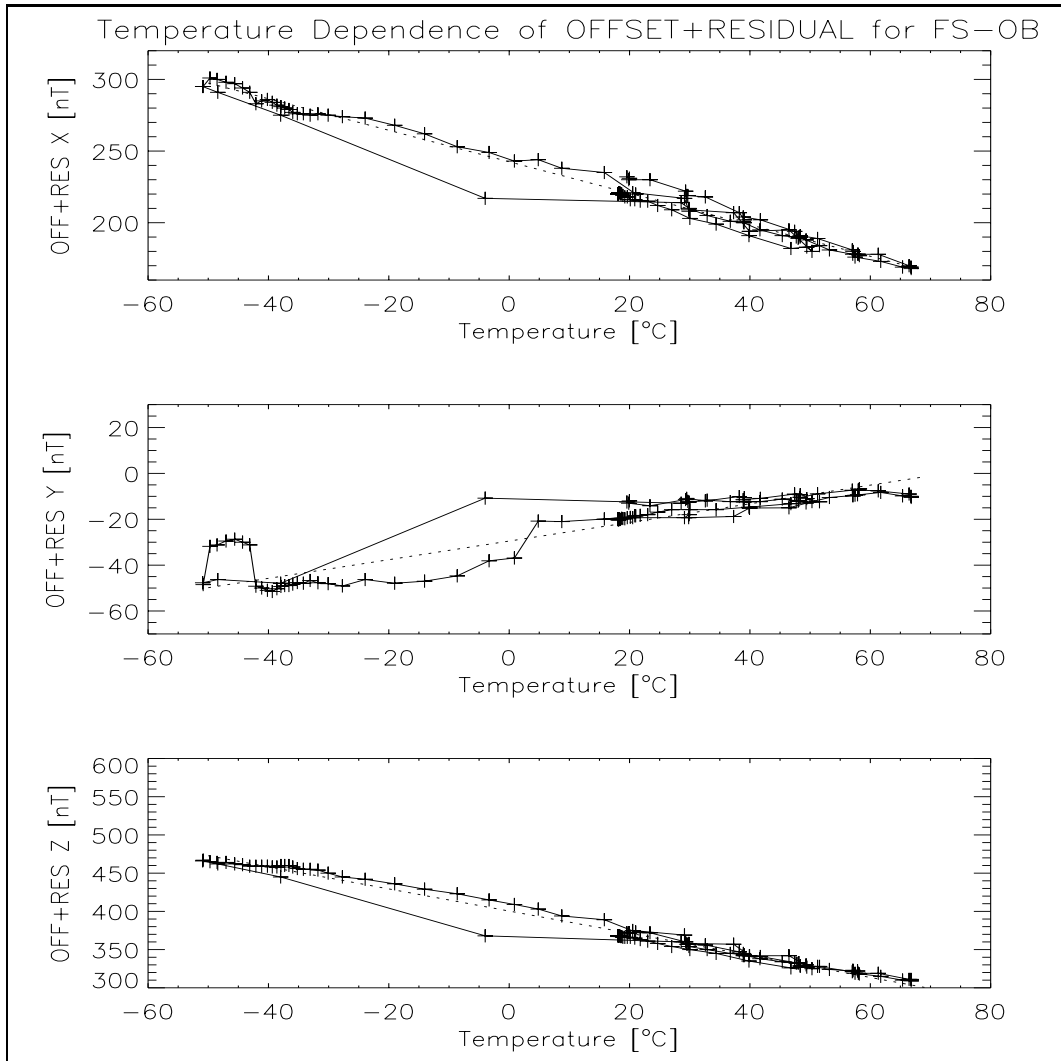 Temperature Dependence of OFFSET+RESIDUAL for FS-OB
OFF+RES X [nT]
300
250
200
-60 -40 -20 0 20 40 60 80
Temperature [°C]
OFF+RES Y [nT]
20
0
-20
-40
-60
-60 -40 -20 0 20 40 60 80
Temperature [°C]
OFF+RES Z [nT]
600
550
500
450
400
350
300
-60 -40 -20 0 20 40 60 80
Temperature [°C]